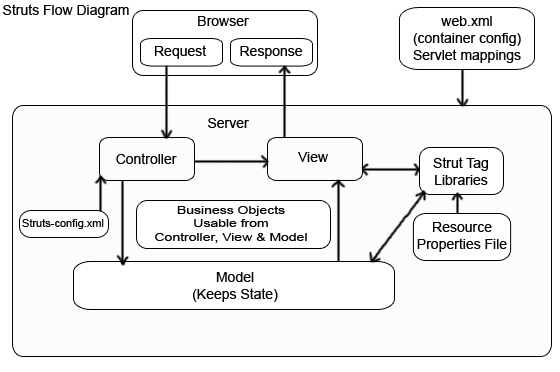 Struts Flow Diagram
Browser
Request
Response
web.xml
(container config)
Servlet mappings
Server
Controller
View
Strut Tag
Libraries
Struts-config.xml
Business Objects
Usable from
Controller, View & Model
Resource
Properties File
Model
(Keeps State)